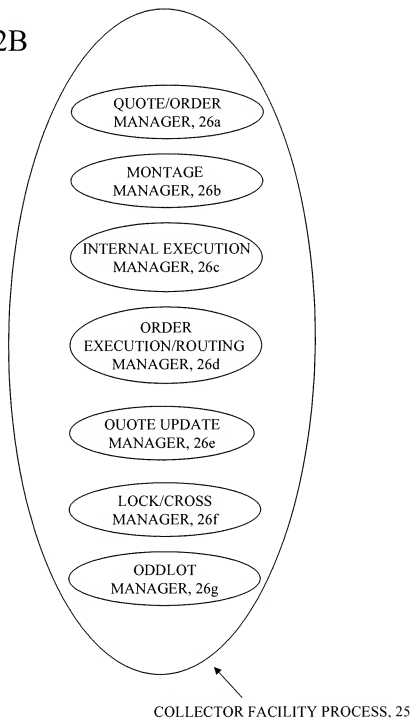 2B
QUOTE/ORDER
MANAGER, 26a
MONTAGE
MANAGER, 26b
INTERNAL EXECUTION
MANAGER, 26c
ORDER
EXECUTION/ROUTING
MANAGER, 26d
OUOTE UPDATE
MANAGER, 26e
LOCK/CROSS
MANAGER, 26f
ODDLOT
MANAGER, 26g
COLLECTOR FACILITY PROCESS, 25